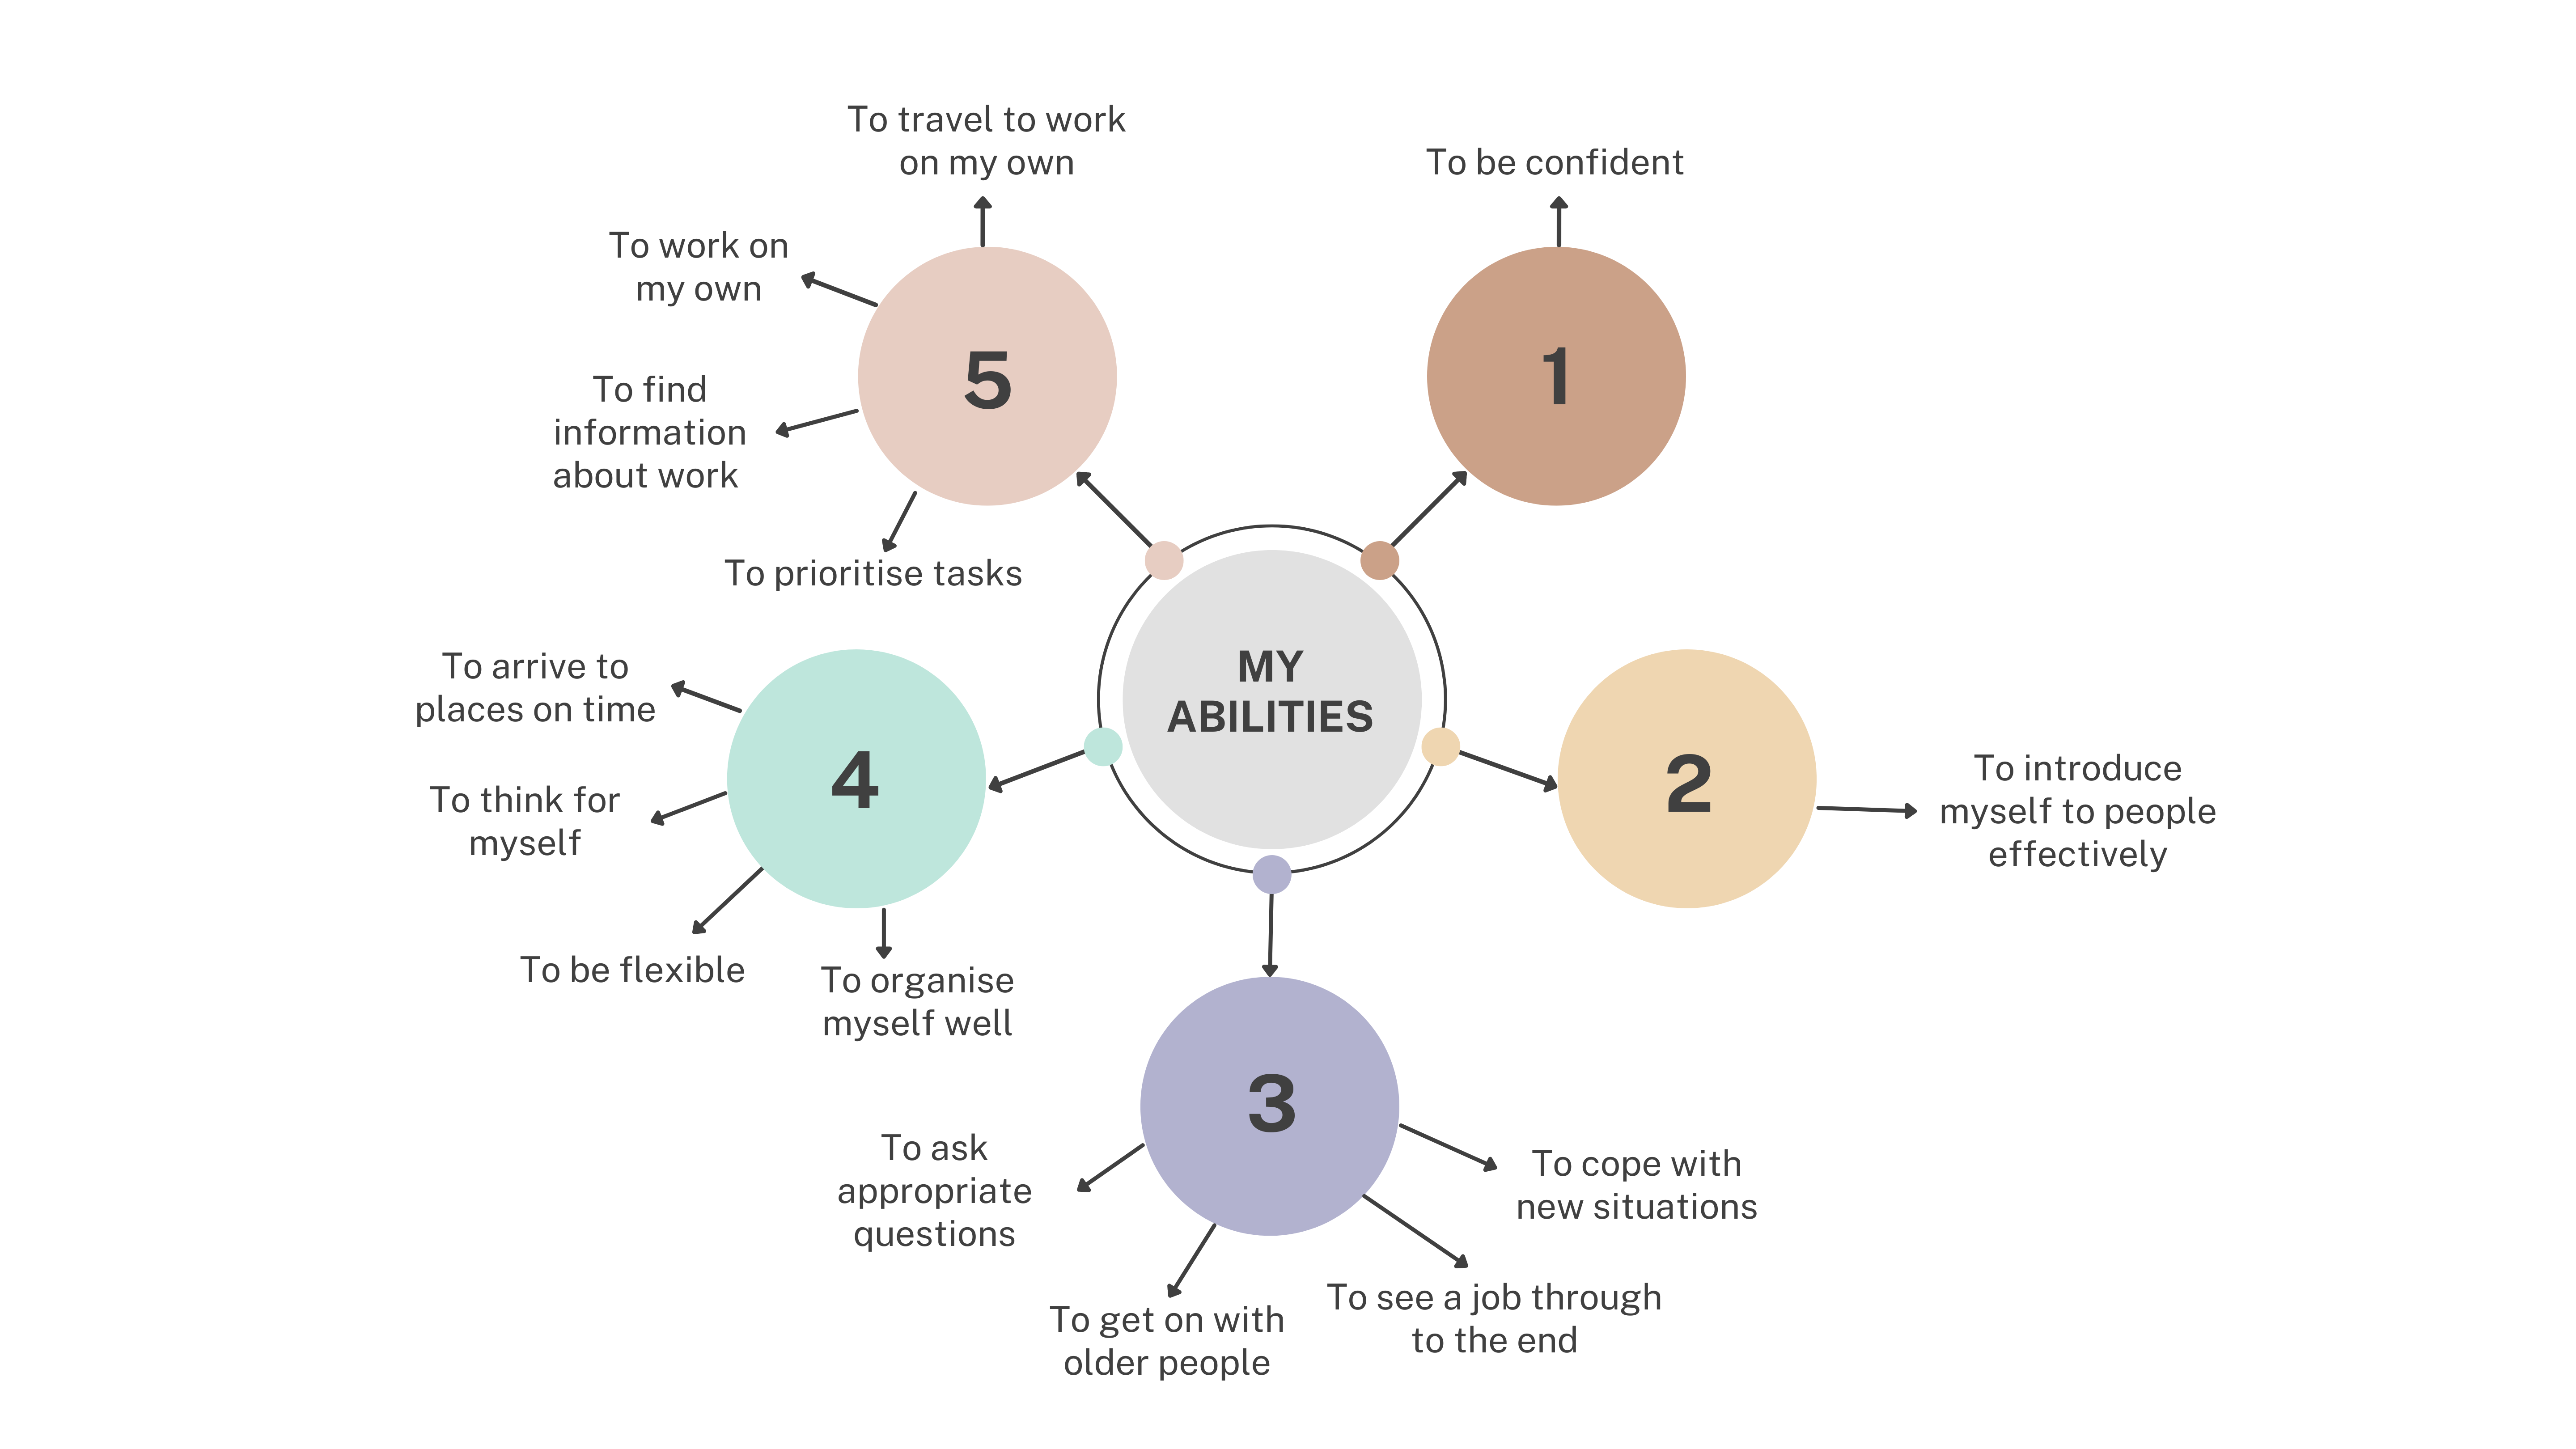 To travel to work
on my own
To be confident
To work on
my own
5
1
To find
information
about work
To prioritise tasks
MY
ABILITIES
To arrive to
places on time
4
2
To introduce
myself to people
effectively
To think for
myself
To be flexible
To organise
myself well
3
To ask
appropriate
questions
To cope with
new situations
To get on with
older people
To see a job through
to the end